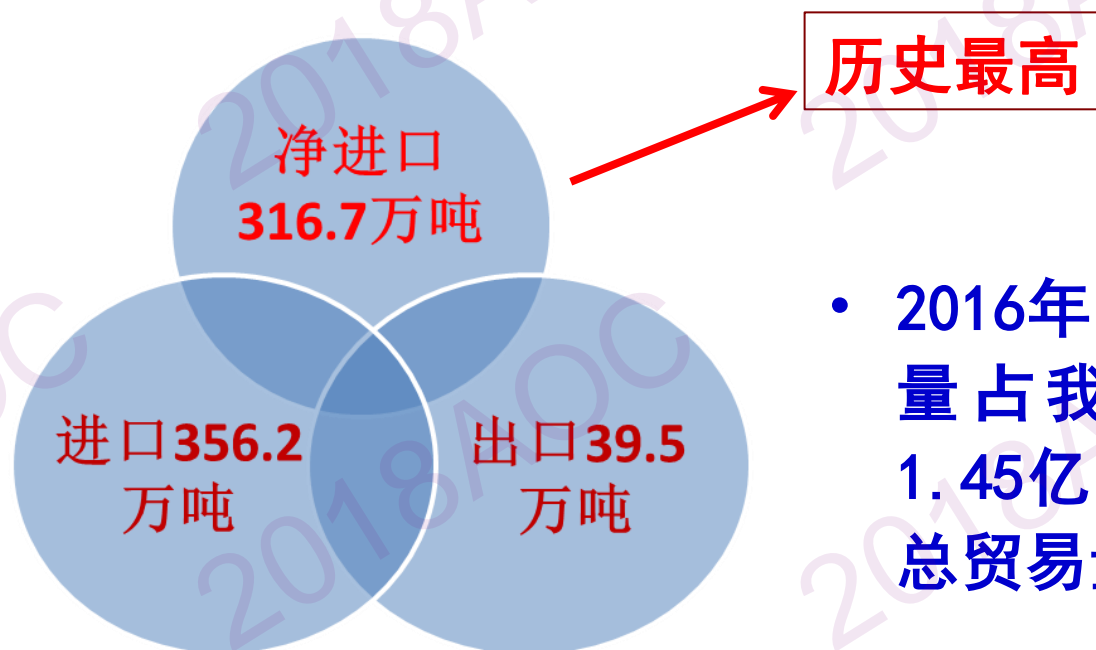 历史最高
净进口
316.7万吨
进口356.2
万吨
出口39.5
万吨
• 2016年
量占我
1.45亿
总贸易
2018AOC
2018AOC